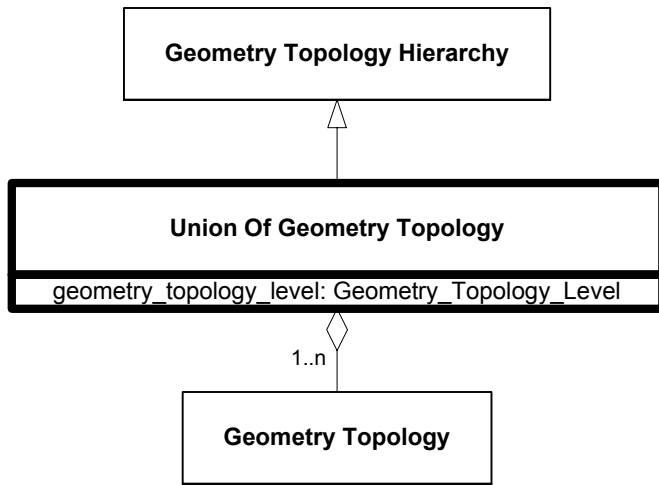 Geometry Topology Hierarchy
Union Of Geometry Topology
geometry_topology_level: Geometry_Topology_Level
1..n
Geometry Topology